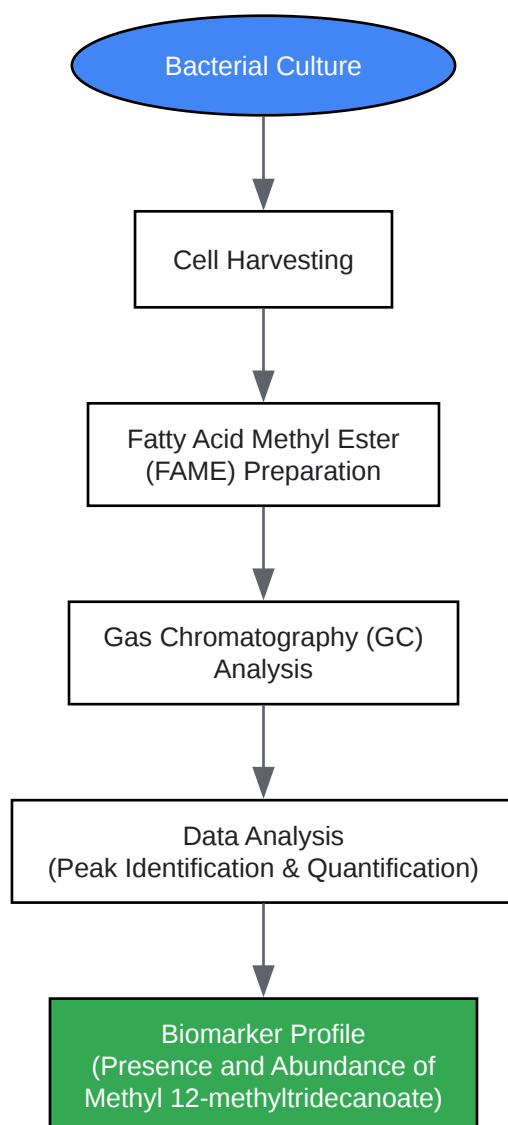 Bacterial Culture
Cell Harvesting
Fatty Acid Methyl Ester
(FAME) Preparation
Gas Chromatography (GC)
Analysis
Data Analysis
(Peak Identification & Quantification)
Biomarker Profile
(Presence and Abundance of
Methyl 12-methyltridecanoate)